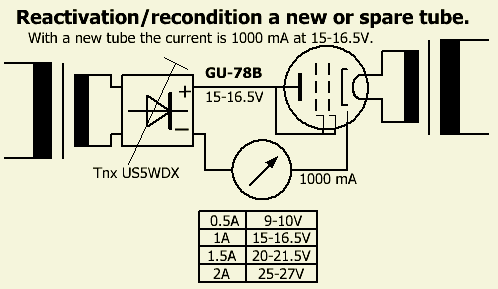 Reactivation/recondition a new or spare tube.
With a new tube the current is 1000 mA at 15-16.5V.
GU-78B
15-16.5V
+
−
Tnx US5WDX
1000 mA
0.5A 9-10V
1A 15-16.5V
1.5A 20-21.5V
2A 25-27V